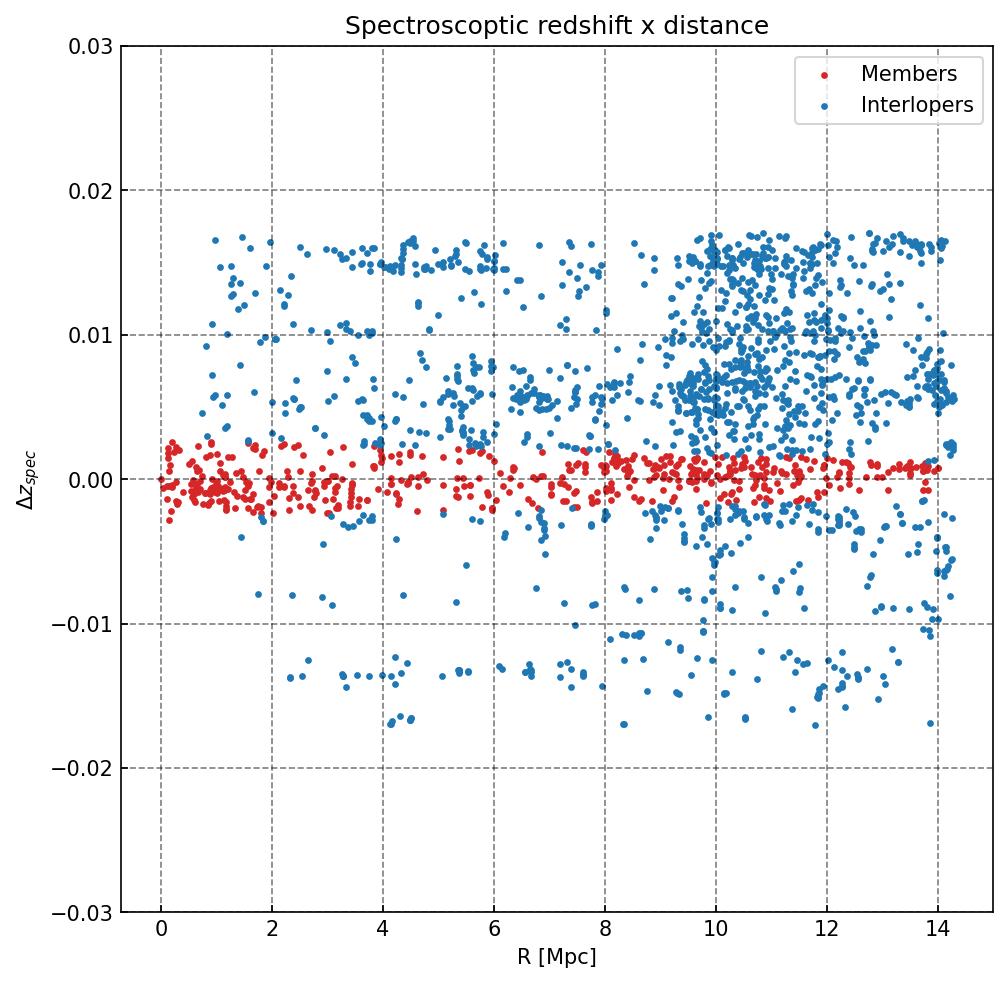 Spectroscoptic redshift x distance
Members
Interlopers
0.03
0.02
0.01
0.00
−0.01
−0.02
−0.03
Δz_spec
0 2 4 6 8 10 12 14
R [Mpc]